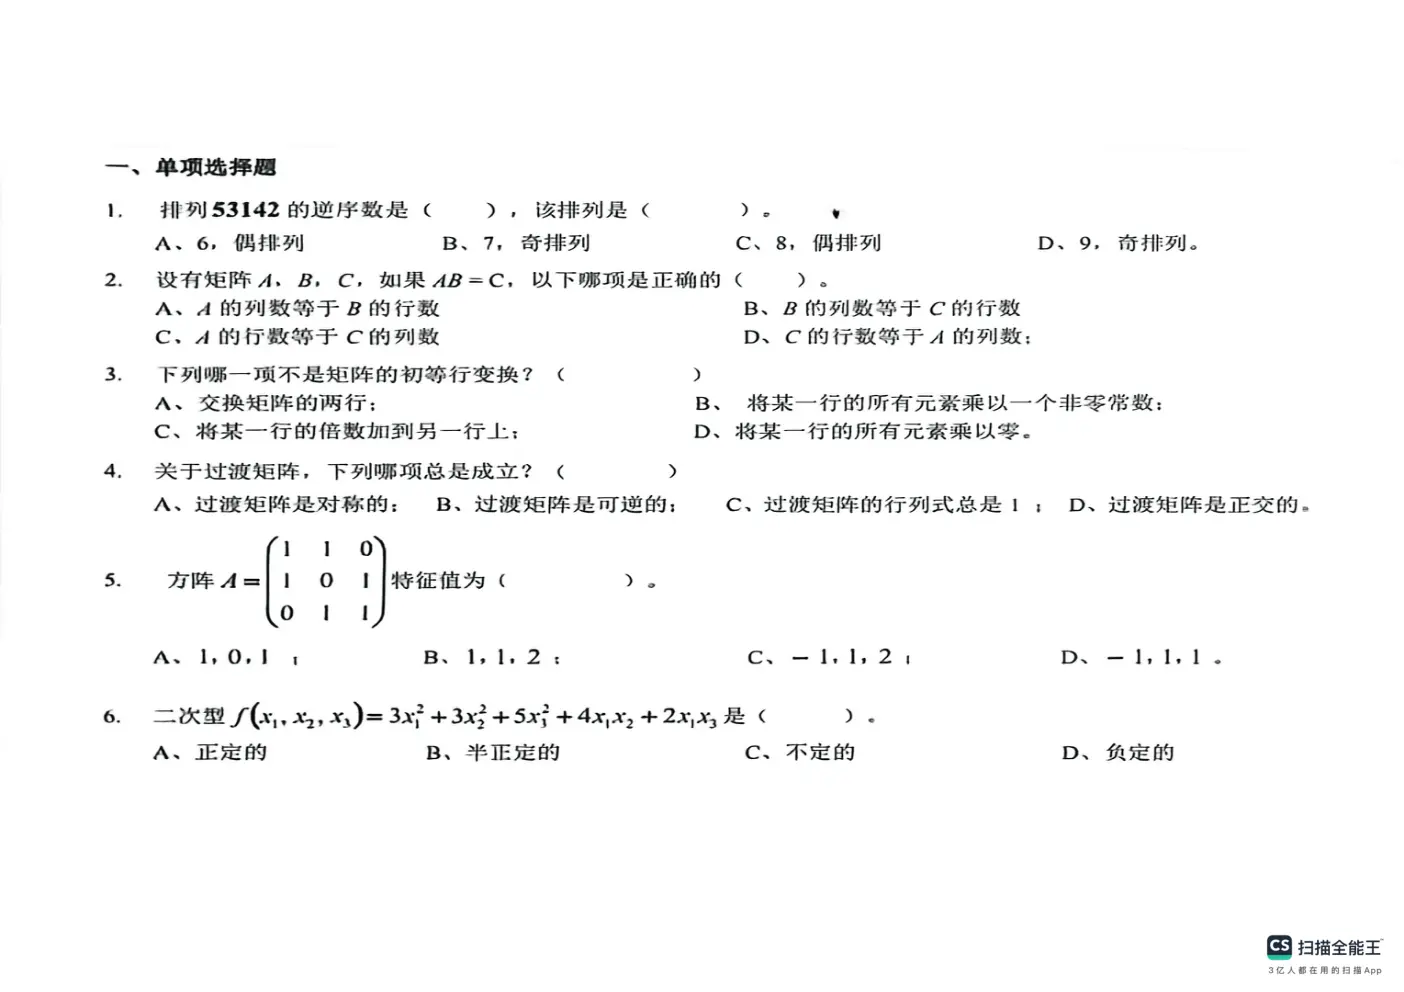 一、单项选择题
1. 排列 53142 的逆序数是（ ），该排列是（ ）。
A、6，偶排列 B、7，奇排列 C、8，偶排列 D、9，奇排列。
2. 设有矩阵 A、B，C，如果 AB = C，以下哪项是正确的（ ）。
A、A 的列数等于 B 的行数 B、B 的列数等于 C 的行数
C、A 的行数等于 C 的列数 D、C 的行数等于 A 的列数；
3. 下列哪一项不是矩阵的初等行变换？（ ）
A、交换矩阵的两行； B、 将某一行的所有元素乘以一个非零常数；
C、将某一行的倍数加到另一行上； D、将某一行的所有元素乘以零。
4. 关于过渡矩阵，下列哪项总是成立？（ ）
A、过渡矩阵是对称的； B、过渡矩阵是可逆的； C、过渡矩阵的行列式总是 1 ； D、过渡矩阵是正交的。
1 1 0
5. 方阵 A = 1 0 1 特征值为（ ）。
0 1 1
A、1，0，1 ； B、1，1，2 ； C、－1，1，2 ； D、－1，1，1 。
6. 二次型 f(x₁, x₂, x₃) = 3x₁² + 3x₂² + 5x₃² + 4x₁x₂ + 2x₁x₃ 是（ ）。
A、正定的 B、半正定的 C、不定的 D、负定的
CS 扫描全能王
3亿人都在用的扫描App